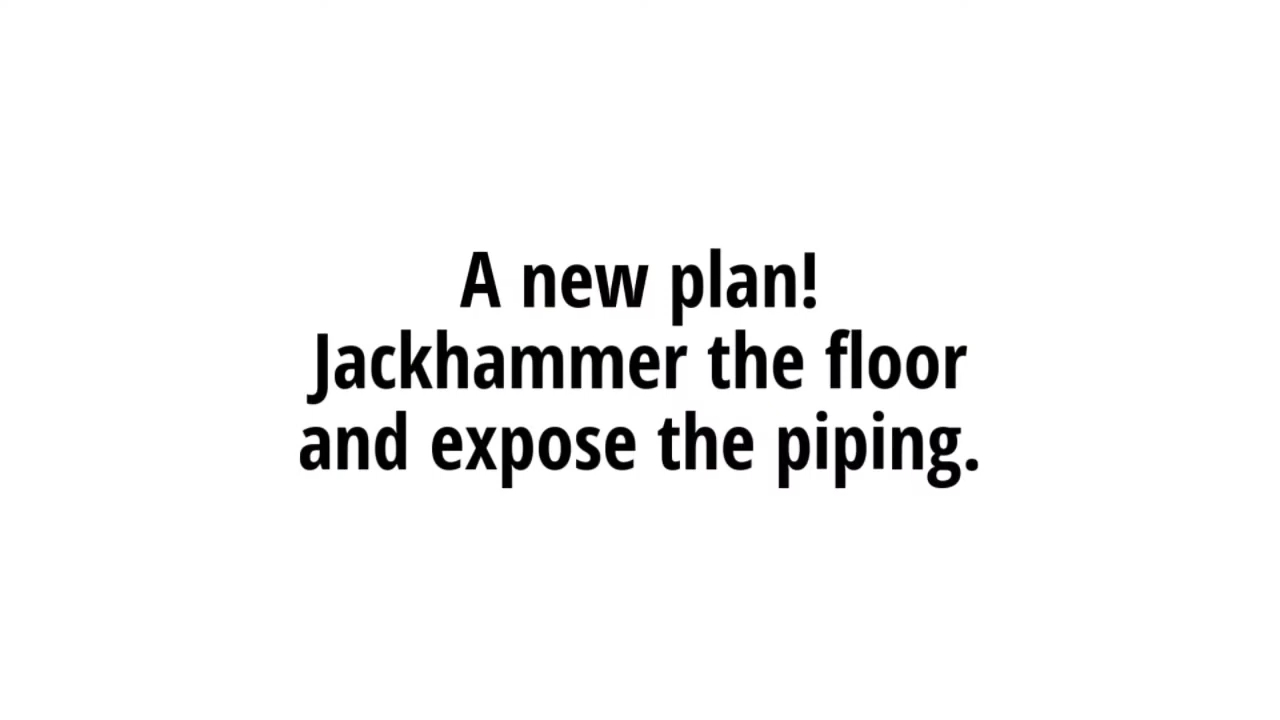 A new plan!
Jackhammer the floor
and expose the piping.